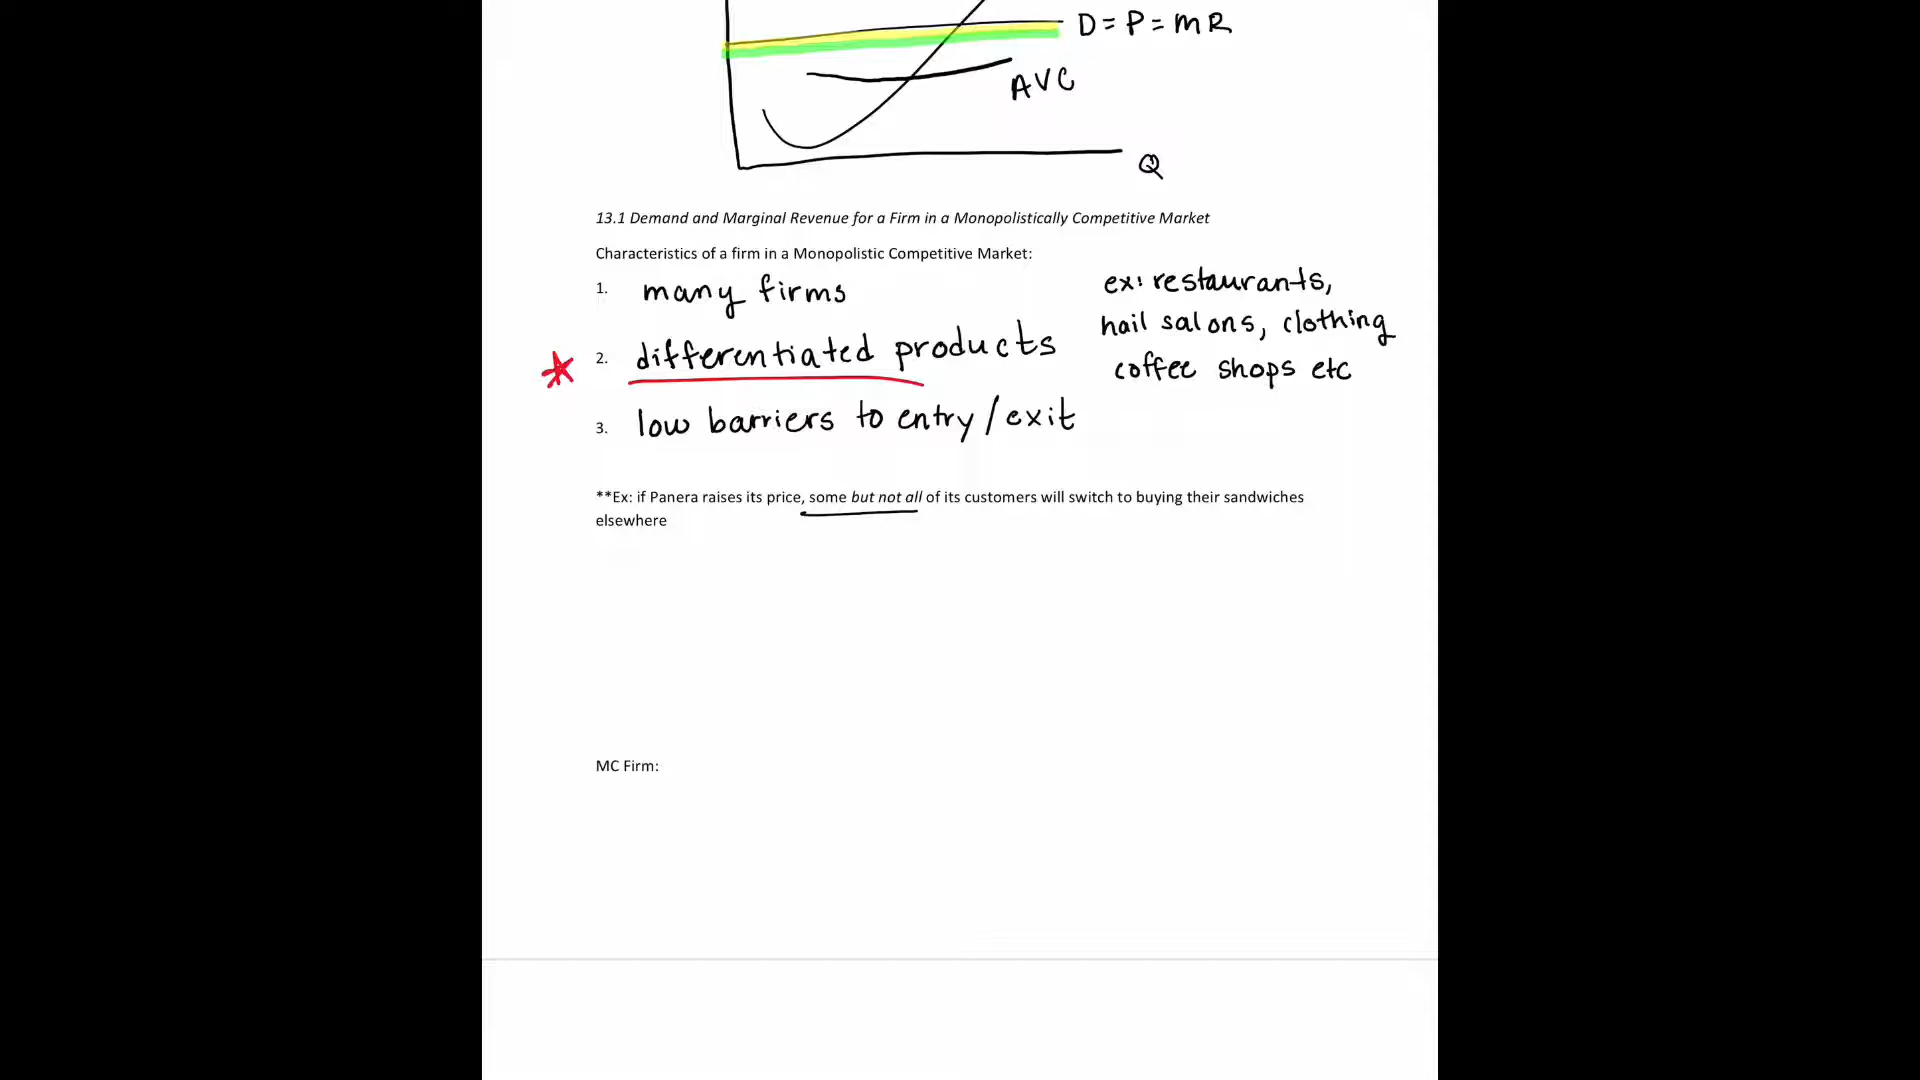 D = P = MR
AVC
Q
13.1 Demand and Marginal Revenue for a Firm in a Monopolistically Competitive Market
Characteristics of a firm in a Monopolistic Competitive Market:
1. many firms
2. differentiated products
3. low barriers to entry/exit
ex: restaurants,
nail salons, clothing
coffee shops etc
**Ex: if Panera raises its price, some but not all of its customers will switch to buying their sandwiches
elsewhere
MC Firm: